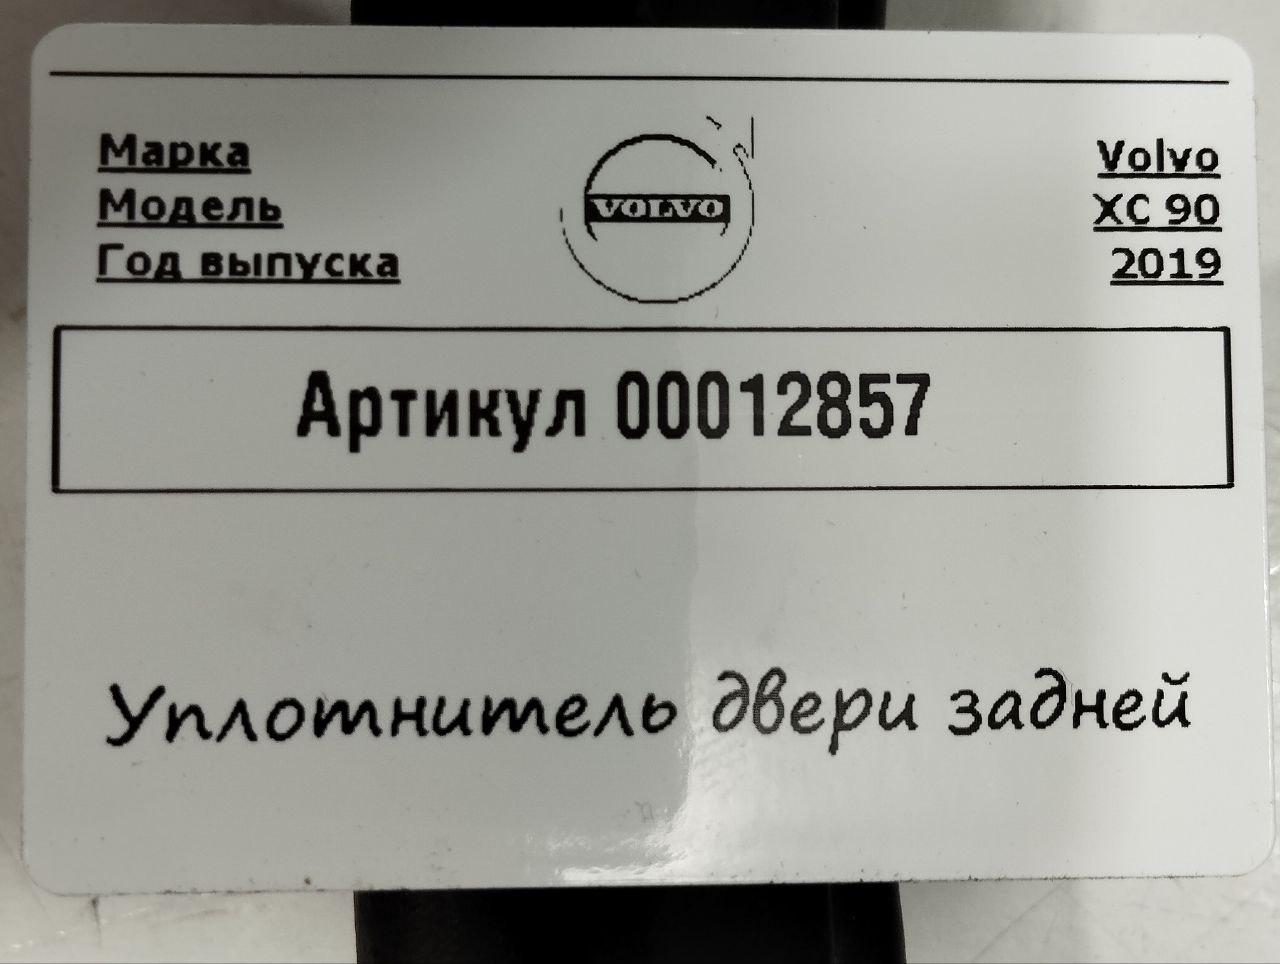 Марка
Модель
Год выпуска
VOLVO
Volvo
XC 90
2019
Артикул 00012857
Уплотнитель двери задней